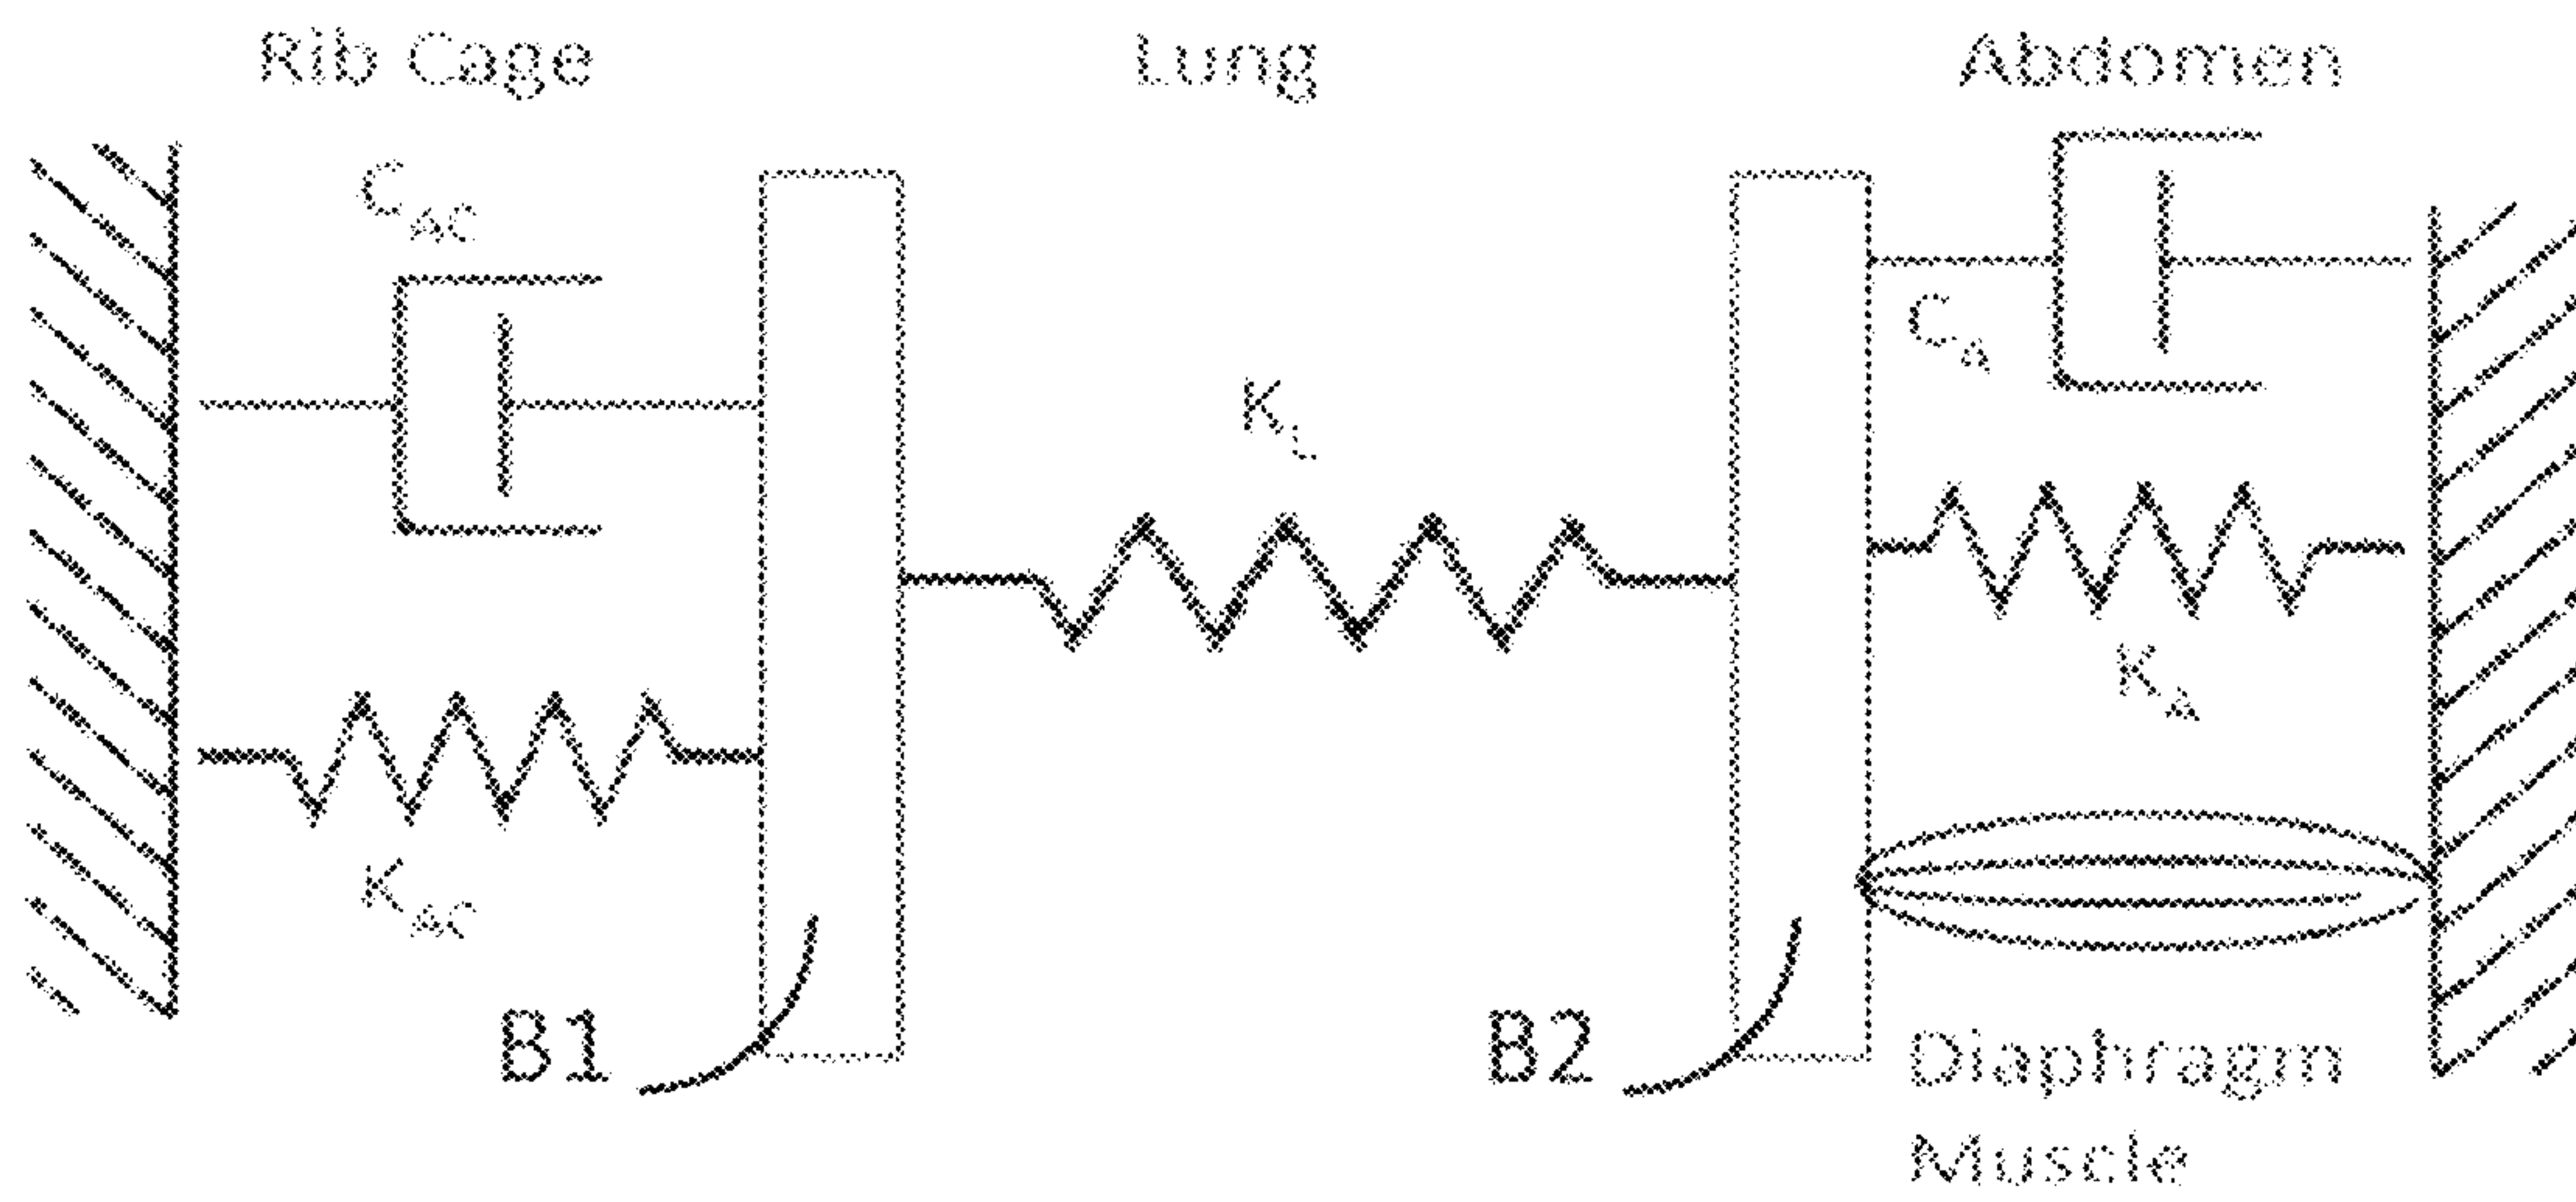 Rib Cage
Lung
Abdomen
C_AC
C_A
K_L
K_A
K_AC
B1
B2
Diaphragm
Muscle